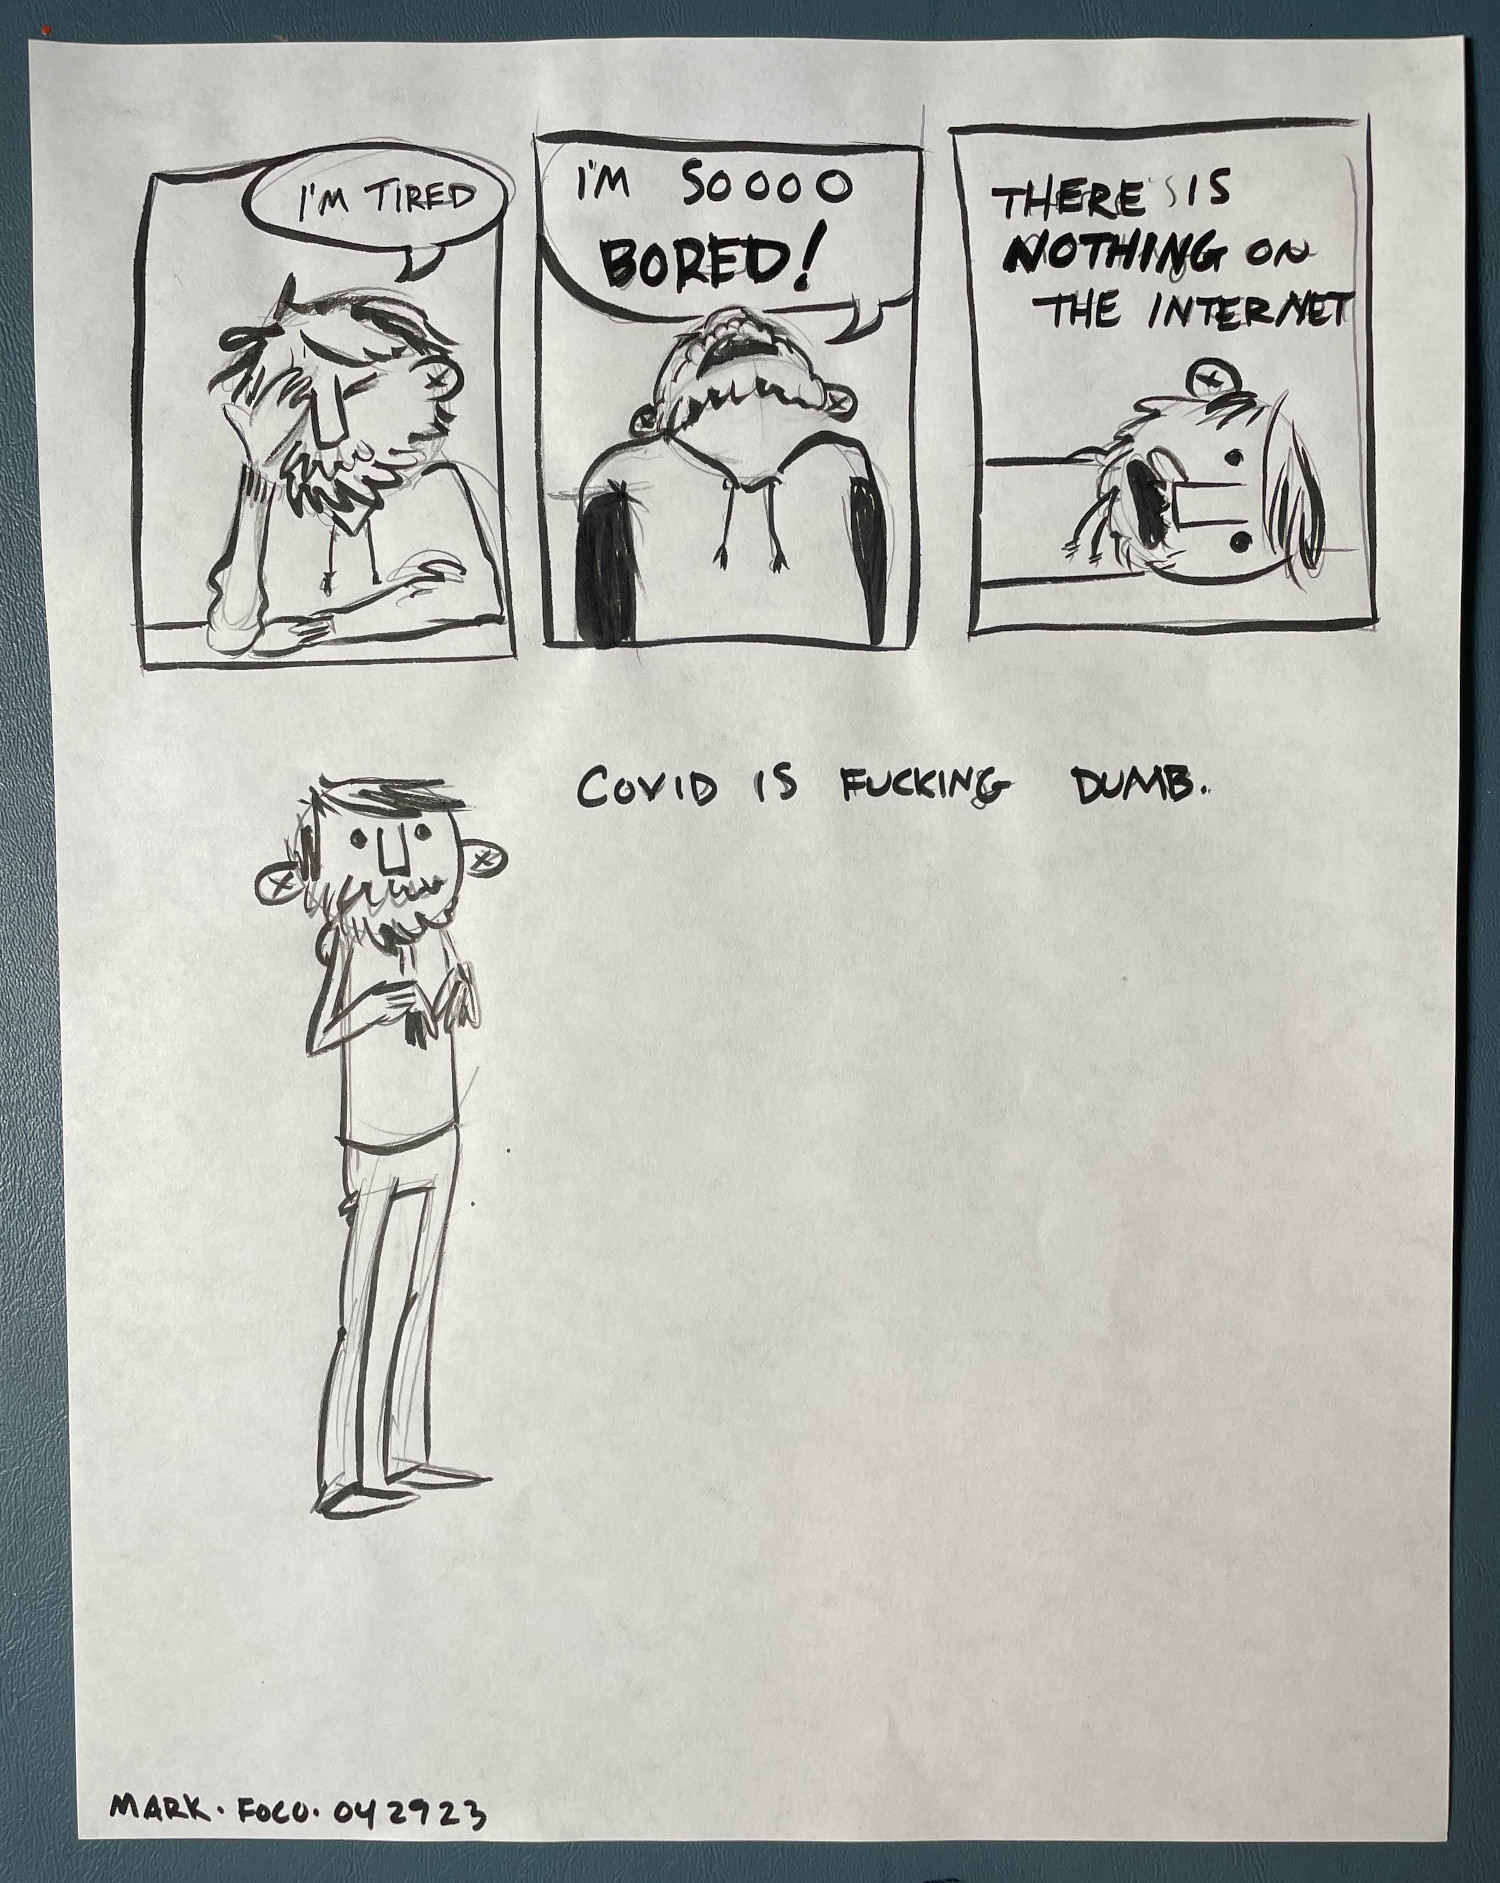 I'M TIRED
I'M SOOOO
BORED!
THERE IS
NOTHING ON
THE INTERNET
COVID IS FUCKING DUMB.
MARK. FOCO. 042923